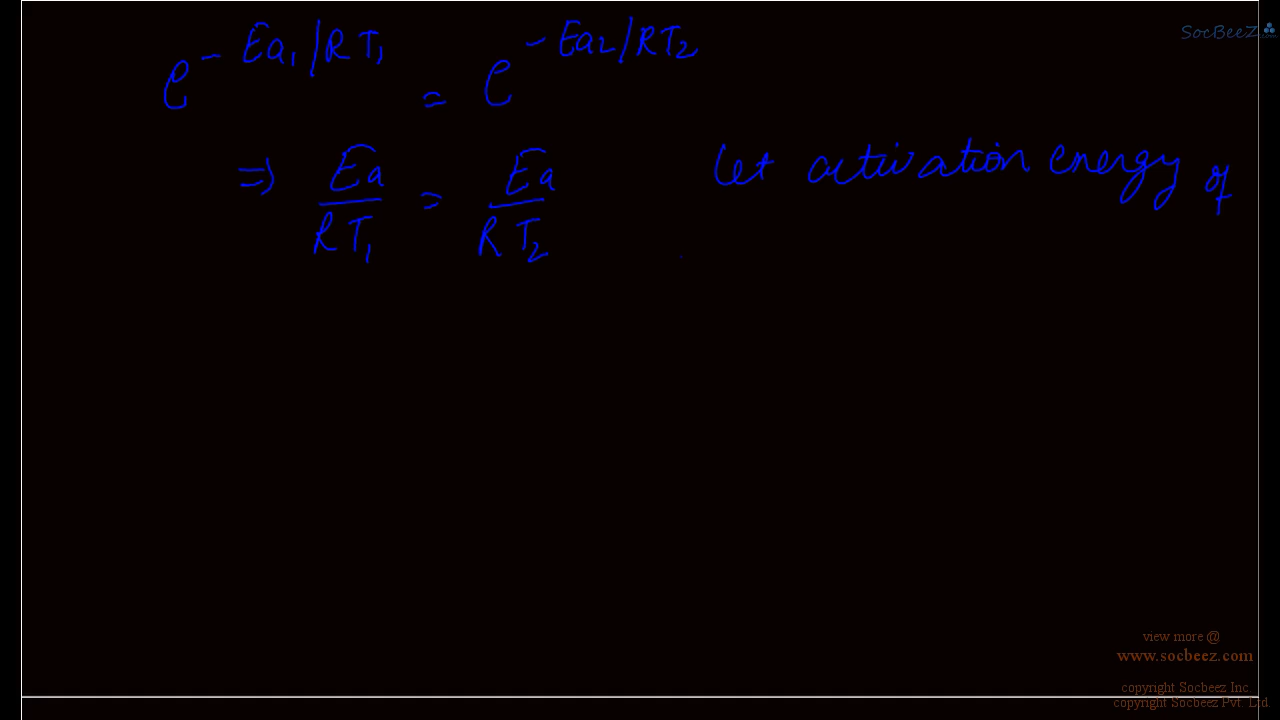 SocBeeZ.com
e^-Ea₁/RT₁ = e^-Ea₂/RT₂
⇒ Ea/RT₁ = Ea/RT₂ Let activation energy of
view more @
www.socbeez.com
copyright Socbeez Inc.
copyright Socbeez Pvt. Ltd.